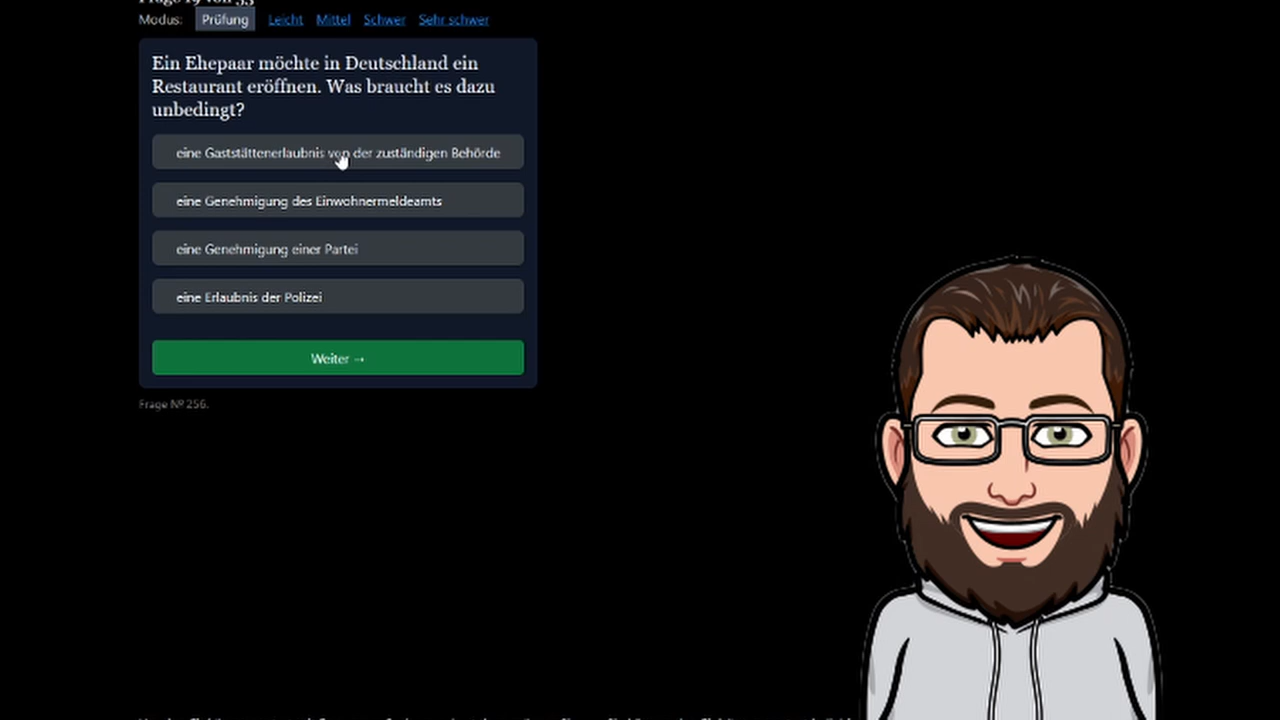 Modus: Prüfung Leicht Mittel Schwer Sehr schwer
Ein Ehepaar möchte in Deutschland ein
Restaurant eröffnen. Was braucht es dazu
unbedingt?
eine Gaststättenerlaubnis von der zuständigen Behörde
eine Genehmigung des Einwohnermeldeamts
eine Genehmigung einer Partei
eine Erlaubnis der Polizei
Weiter →
Frage № 256.